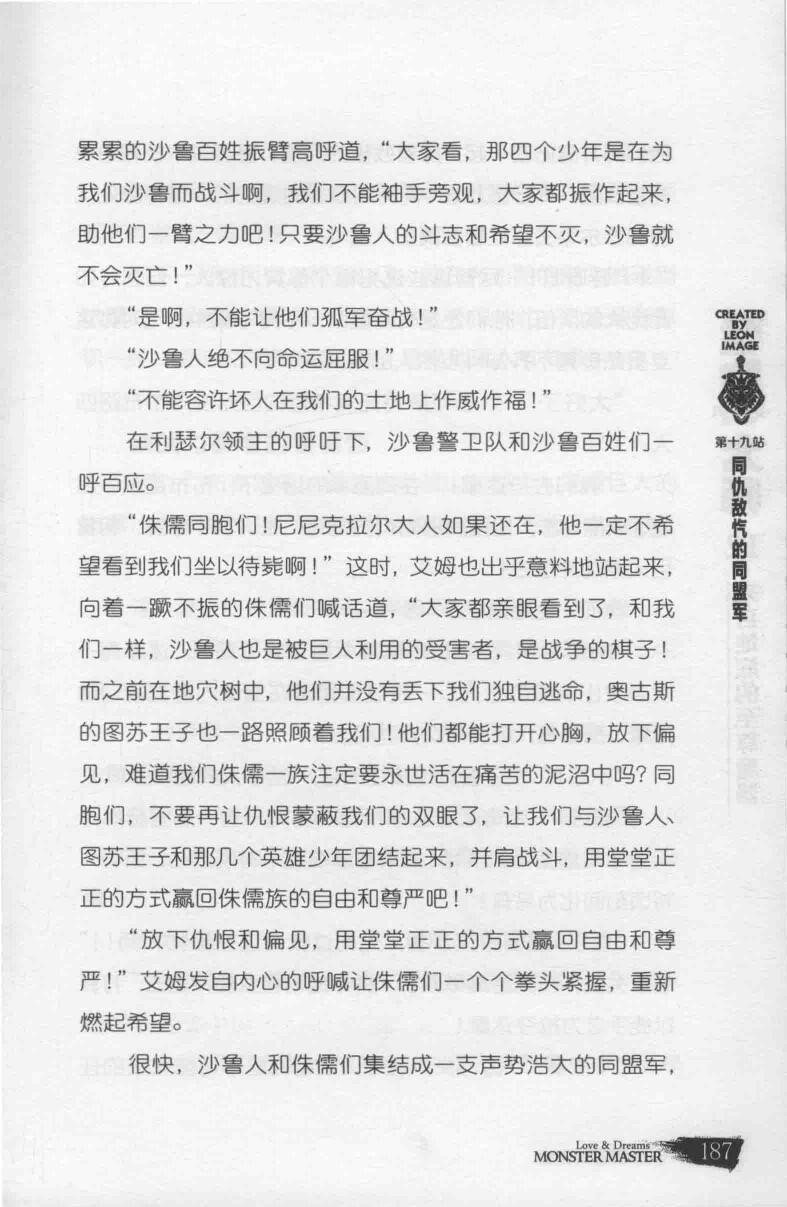 累累的沙鲁百姓振臂高呼道，“大家看，那四个少年是在为
我们沙鲁而战斗啊，我们不能袖手旁观，大家都振作起来，
助他们一臂之力吧！只要沙鲁人的斗志和希望不灭，沙鲁就
不会灭亡！”
“是啊，不能让他们孤军奋战！”
“沙鲁人绝不向命运屈服！”
“不能容许坏人在我们的土地上作威作福！”
在利瑟尔领主的呼吁下，沙鲁警卫队和沙鲁百姓们一
呼百应。
“侏儒同胞们！尼尼克拉尔大人如果还在，他一定不希
望看到我们坐以待毙啊！”这时，艾姆也出乎意料地站起来，
向着一蹶不振的侏儒们喊话道，“大家都亲眼看到了，和我
们一样，沙鲁人也是被巨人利用的受害者，是战争的棋子！
而之前在地穴树中，他们并没有丢下我们独自逃命，奥古斯
的图苏王子也一路照顾着我们！他们都能打开心胸，放下偏
见，难道我们侏儒一族注定要永世活在痛苦的泥沼中吗？同
胞们，不要再让仇恨蒙蔽我们的双眼了，让我们与沙鲁人、
图苏王子和那几个英雄少年团结起来，并肩战斗，用堂堂正
正的方式赢回侏儒族的自由和尊严吧！”
“放下仇恨和偏见，用堂堂正正的方式赢回自由和尊
严！”艾姆发自内心的呼喊让侏儒们一个个拳头紧握，重新
燃起希望。
很快，沙鲁人和侏儒们集结成一支声势浩大的同盟军，
CREATED
BY
LEON
IMAGE
第十九站
同仇敌忾的同盟军
Love & Dreams
MONSTER MASTER
187